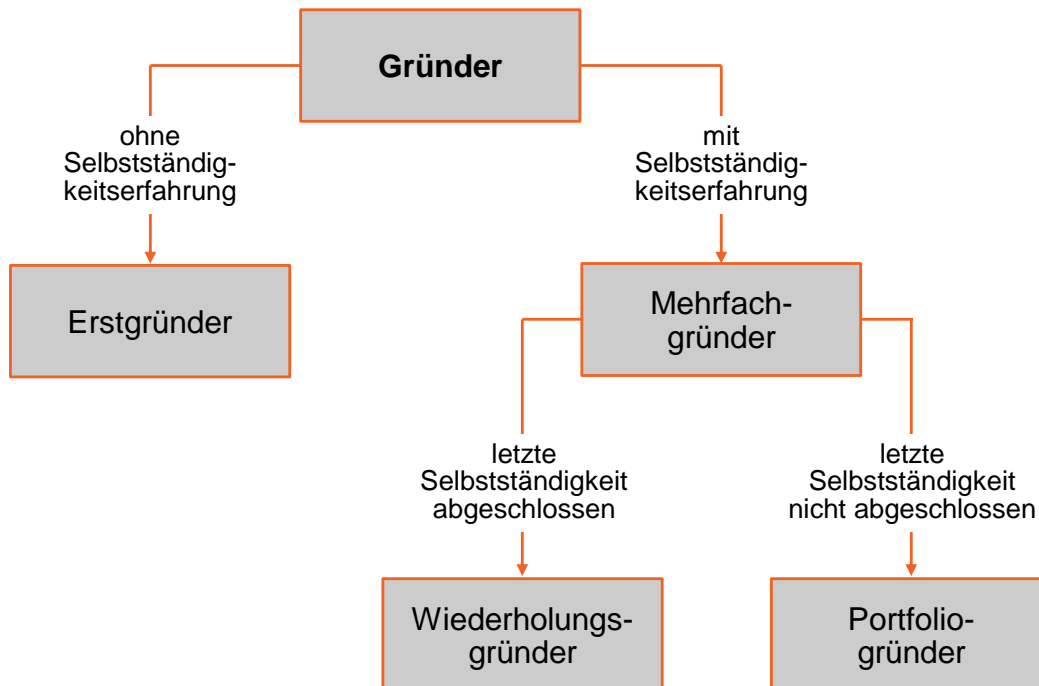 Gründer
ohne
Selbstständig-
keitserfahrung
mit
Selbstständig-
keitserfahrung
Erstgründer
Mehrfach-
gründer
letzte
Selbstständigkeit
abgeschlossen
letzte
Selbstständigkeit
nicht abgeschlossen
Wiederholungs-
gründer
Portfolio-
gründer